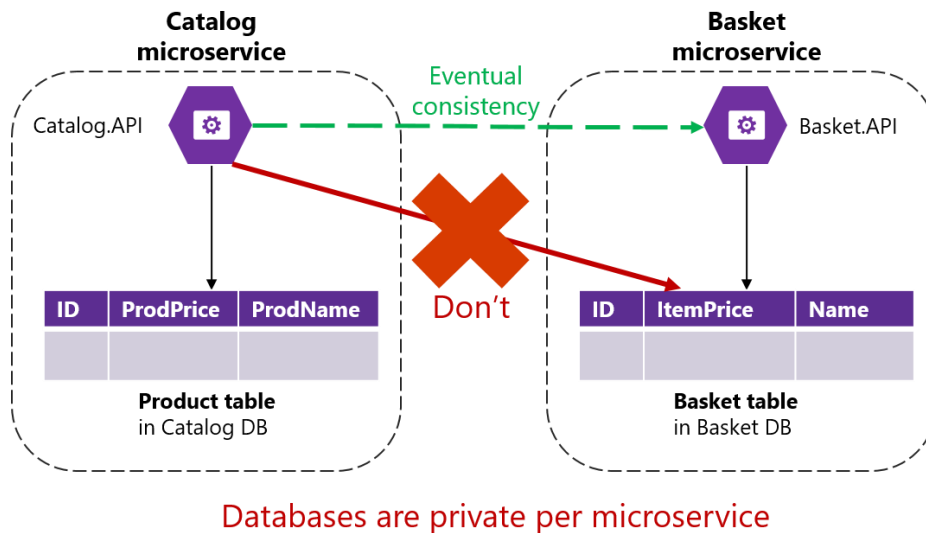 Catalog
microservice
Basket
microservice
Eventual
consistency
Catalog.API
Basket.API
Don't
ID ProdPrice ProdName
ID ItemPrice Name
Product table
in Catalog DB
Basket table
in Basket DB
Databases are private per microservice